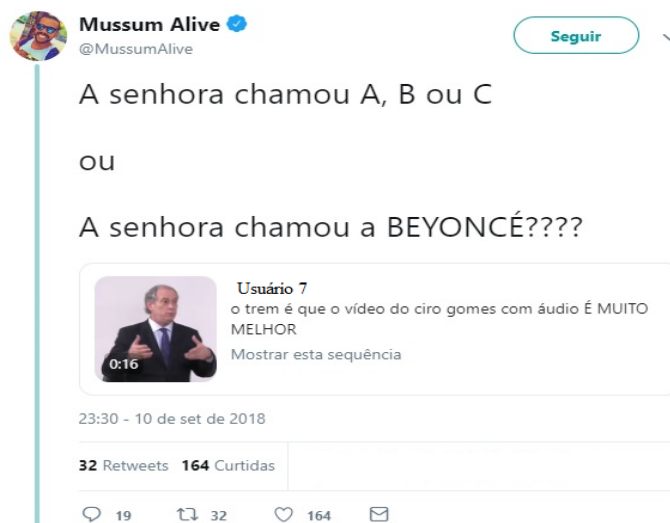 Mussum Alive
@MussumAlive
Seguir
A senhora chamou A, B ou C
ou
A senhora chamou a BEYONCÉ????
Usuário 7
o trem é que o vídeo do ciro gomes com áudio É MUITO
MELHOR
Mostrar esta sequência
0:16
23:30 - 10 de set de 2018
32 Retweets 164 Curtidas
19 32 164